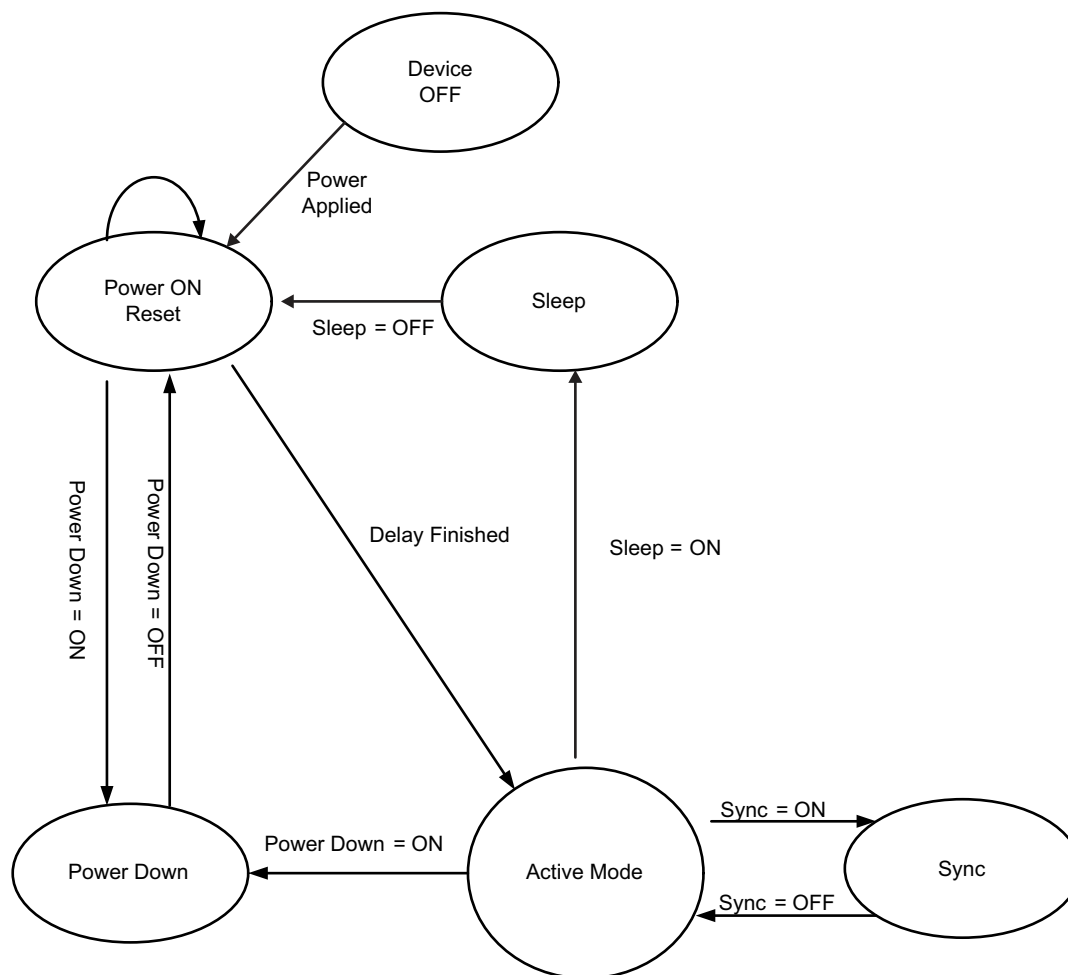 Device
OFF
Power
Applied
Power ON
Reset
Sleep
Sleep = OFF
Power Down = ON
Power Down = OFF
Delay Finished
Sleep = ON
Sync = ON
Power Down = ON
Power Down
Active Mode
Sync
Sync = OFF